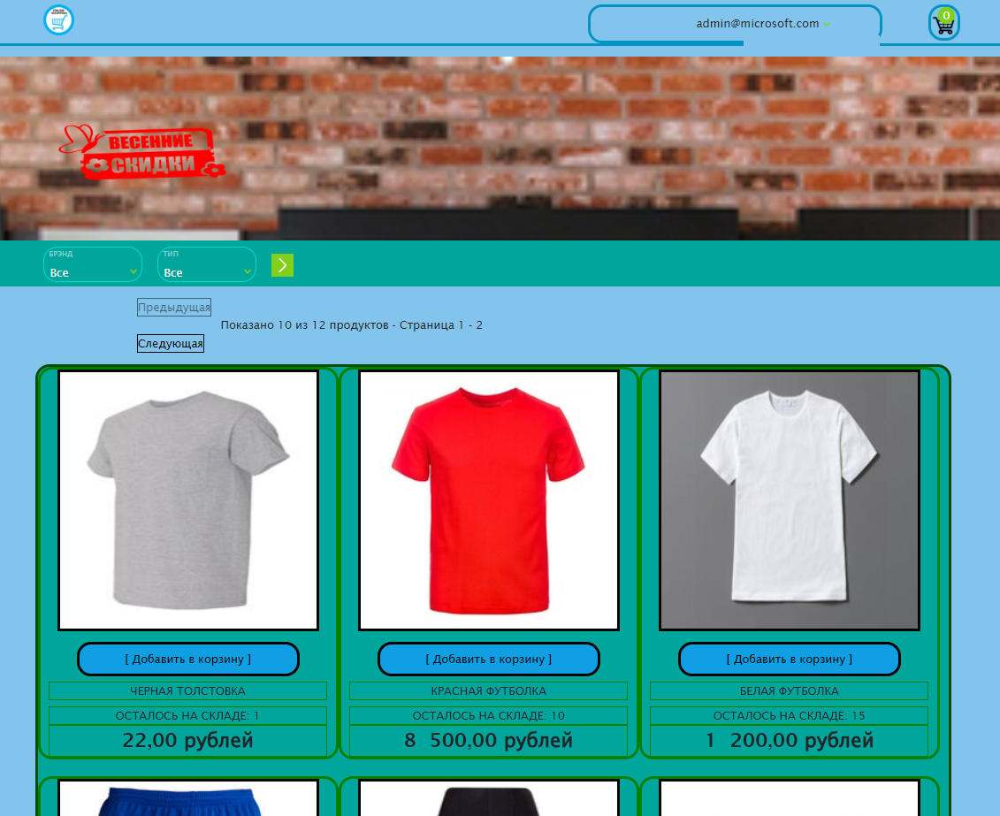 ONLINE
SHOPPING
admin@microsoft.com
0
ВЕСЕННИЕ
СКИДКИ
БРЭНД
Все
ТИП
Все
Предыдущая
Показано 10 из 12 продуктов - Страница 1 - 2
Следующая
[ Добавить в корзину ]
[ Добавить в корзину ]
[ Добавить в корзину ]
ЧЕРНАЯ ТОЛСТОВКА
КРАСНАЯ ФУТБОЛКА
БЕЛАЯ ФУТБОЛКА
ОСТАЛОСЬ НА СКЛАДЕ: 1
ОСТАЛОСЬ НА СКЛАДЕ: 10
ОСТАЛОСЬ НА СКЛАДЕ: 15
22,00 рублей
8 500,00 рублей
1 200,00 рублей